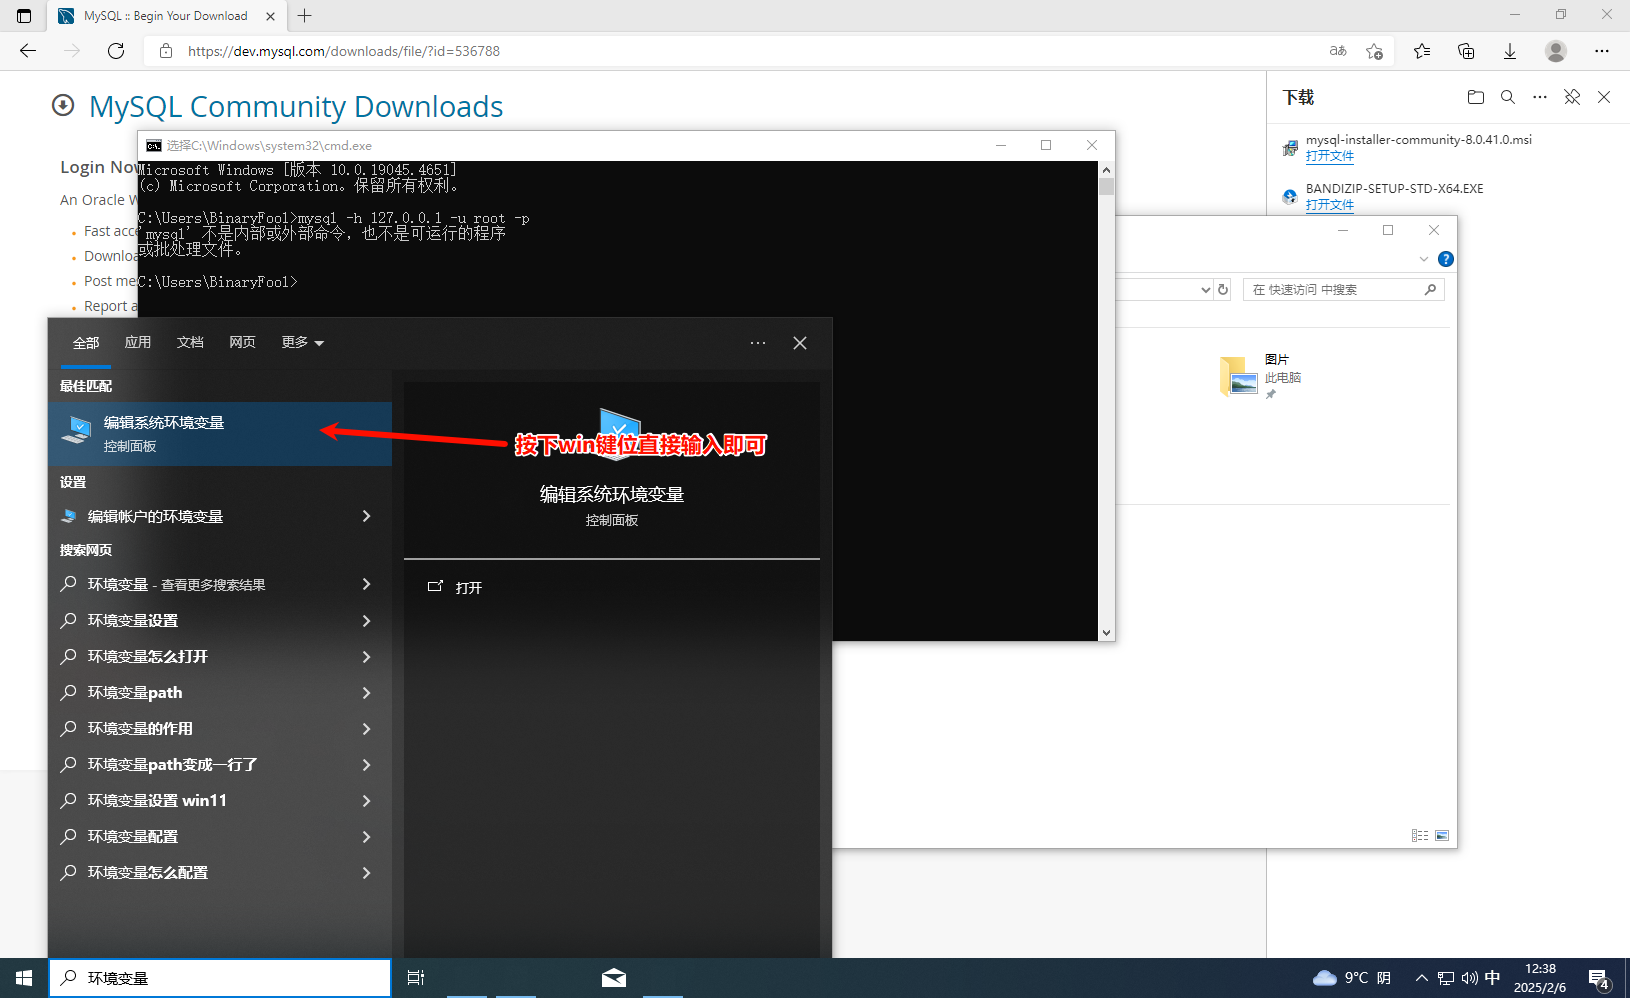 MySQL :: Begin Your Download
https://dev.mysql.com/downloads/file/?id=536788
aあ
MySQL Community Downloads
下载
mysql-installer-community-8.0.41.0.msi
打开文件
BANDIZIP-SETUP-STD-X64.EXE
打开文件
Login Now
An Oracle W
Fast acce
Downloa
Post me
Report a
选择C:\Windows\system32\cmd.exe
Microsoft Windows [版本 10.0.19045.4651]
(c) Microsoft Corporation。保留所有权利。
C:\Users\BinaryFool>mysql -h 127.0.0.1 -u root -p
'mysql' 不是内部或外部命令，也不是可运行的程序
或批处理文件。
C:\Users\BinaryFool>
在 快速访问 中搜索
图片
此电脑
全部 应用 文档 网页 更多
最佳匹配
编辑系统环境变量
控制面板
按下win键位直接输入即可
编辑系统环境变量
控制面板
打开
设置
编辑帐户的环境变量
搜索网页
环境变量 - 查看更多搜索结果
环境变量设置
环境变量怎么打开
环境变量path
环境变量的作用
环境变量path变成一行了
环境变量设置 win11
环境变量配置
环境变量怎么配置
环境变量
9°C 阴
中
12:38
2025/2/6
4